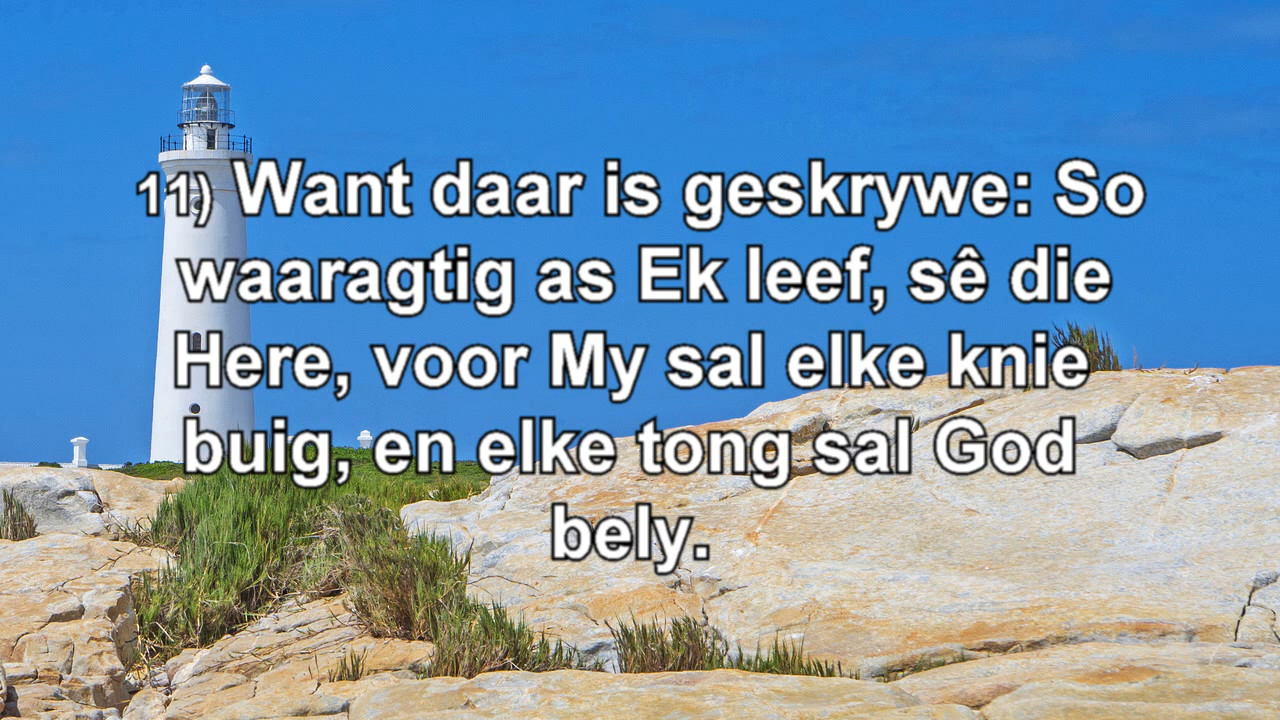 11) Want daar is geskrywe: So
waaragtig as Ek leef, sê die
Here, voor My sal elke knie
buig, en elke tong sal God
bely.